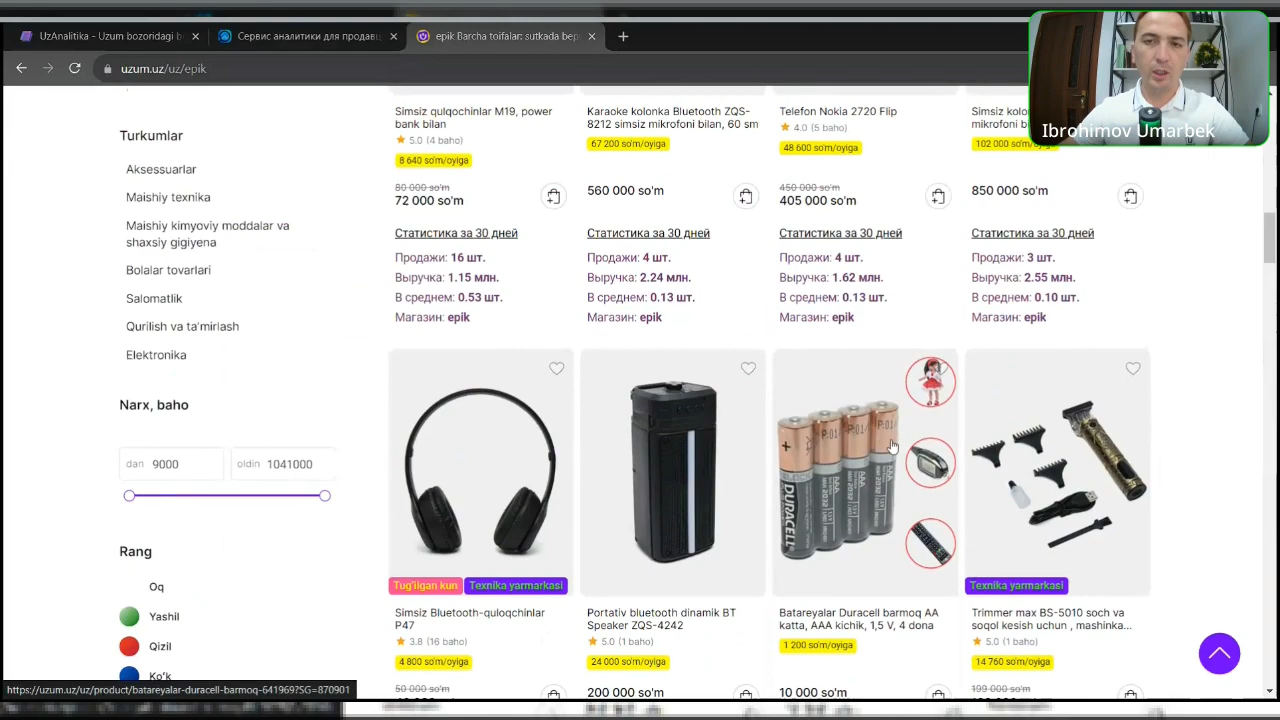 UzAnalitika - Uzum bozoridagi b
Сервис аналитики для продавц
epik Barcha toifalar: sutkada bep
uzum.uz/uz/epik
Ibrohimov Umarbek
Turkumlar
Aksessuarlar
Maishiy texnika
Maishiy kimyoviy moddalar va
shaxsiy gigiyena
Bolalar tovarlari
Salomatlik
Qurilish va ta'mirlash
Elektronika
Narx, baho
dan 9000
oldin 1041000
Rang
Oq
Yashil
Qizil
Ko'k
Simsiz qulqochinlar M19, power
bank bilan
5.0 (4 baho)
8 640 so'm/oyiga
80 000 so'm
72 000 so'm
Статистика за 30 дней
Продажи: 16 шт.
Выручка: 1.15 млн.
В среднем: 0.53 шт.
Магазин: epik
Karaoke kolonka Bluetooth ZQS-
8212 simsiz mikrofoni bilan, 60 sm
67 200 so'm/oyiga
560 000 so'm
Статистика за 30 дней
Продажи: 4 шт.
Выручка: 2.24 млн.
В среднем: 0.13 шт.
Магазин: epik
Telefon Nokia 2720 Flip
4.0 (5 baho)
48 600 so'm/oyiga
450 000 so'm
405 000 so'm
Статистика за 30 дней
Продажи: 4 шт.
Выручка: 1.62 млн.
В среднем: 0.13 шт.
Магазин: epik
Simsiz
mikrofoni
102 000 so'm/oyiga
850 000 so'm
Статистика за 30 дней
Продажи: 3 шт.
Выручка: 2.55 млн.
В среднем: 0.10 шт.
Магазин: epik
Tug'ilgan kun
Texnika yarmarkasi
Simsiz Bluetooth-quloqchinlar
P47
3.8 (16 baho)
4 800 so'm/oyiga
50 000 so'm
Portativ bluetooth dinamik BT
Speaker ZQS-4242
5.0 (1 baho)
24 000 so'm/oyiga
200 000 so'm
DURACELL
AAA
Batareyalar Duracell barmoq AA
katta, AAA kichik, 1,5 V, 4 dona
1 200 so'm/oyiga
10 000 so'm
Texnika yarmarkasi
Trimmer max BS-5010 soch va
soqol kesish uchun , mashinka...
5.0 (1 baho)
14 760 so'm/oyiga
199 000 so'm
https://uzum.uz/uz/product/batareyalar-duracell-barmoq-641969?SG=870901